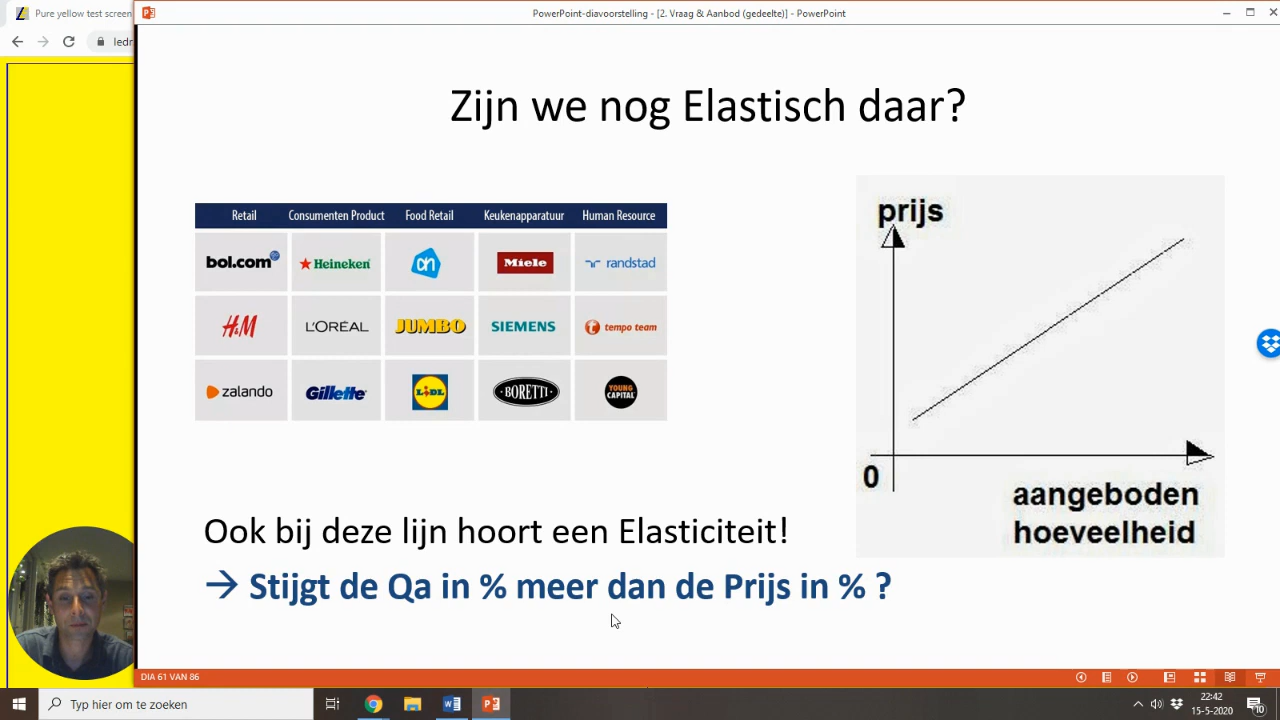 Pure yellow test screen
PowerPoint-diavoorstelling - [2. Vraag & Aanbod (gedeelte)] - PowerPoint
ledr
Zijn we nog Elastisch daar?
Retail Consumenten Product Food Retail Keukenapparatuur Human Resource
bol.com Heineken ah Miele randstad
H&M L'ORÉAL JUMBO SIEMENS t tempo team
zalando Gillette LIDL BORETTI YOUNG CAPITAL
prijs
0
aangeboden
hoeveelheid
Ook bij deze lijn hoort een Elasticiteit!
→ Stijgt de Qa in % meer dan de Prijs in % ?
DIA 61 VAN 86
Typ hier om te zoeken
22:42
15-5-2020
10